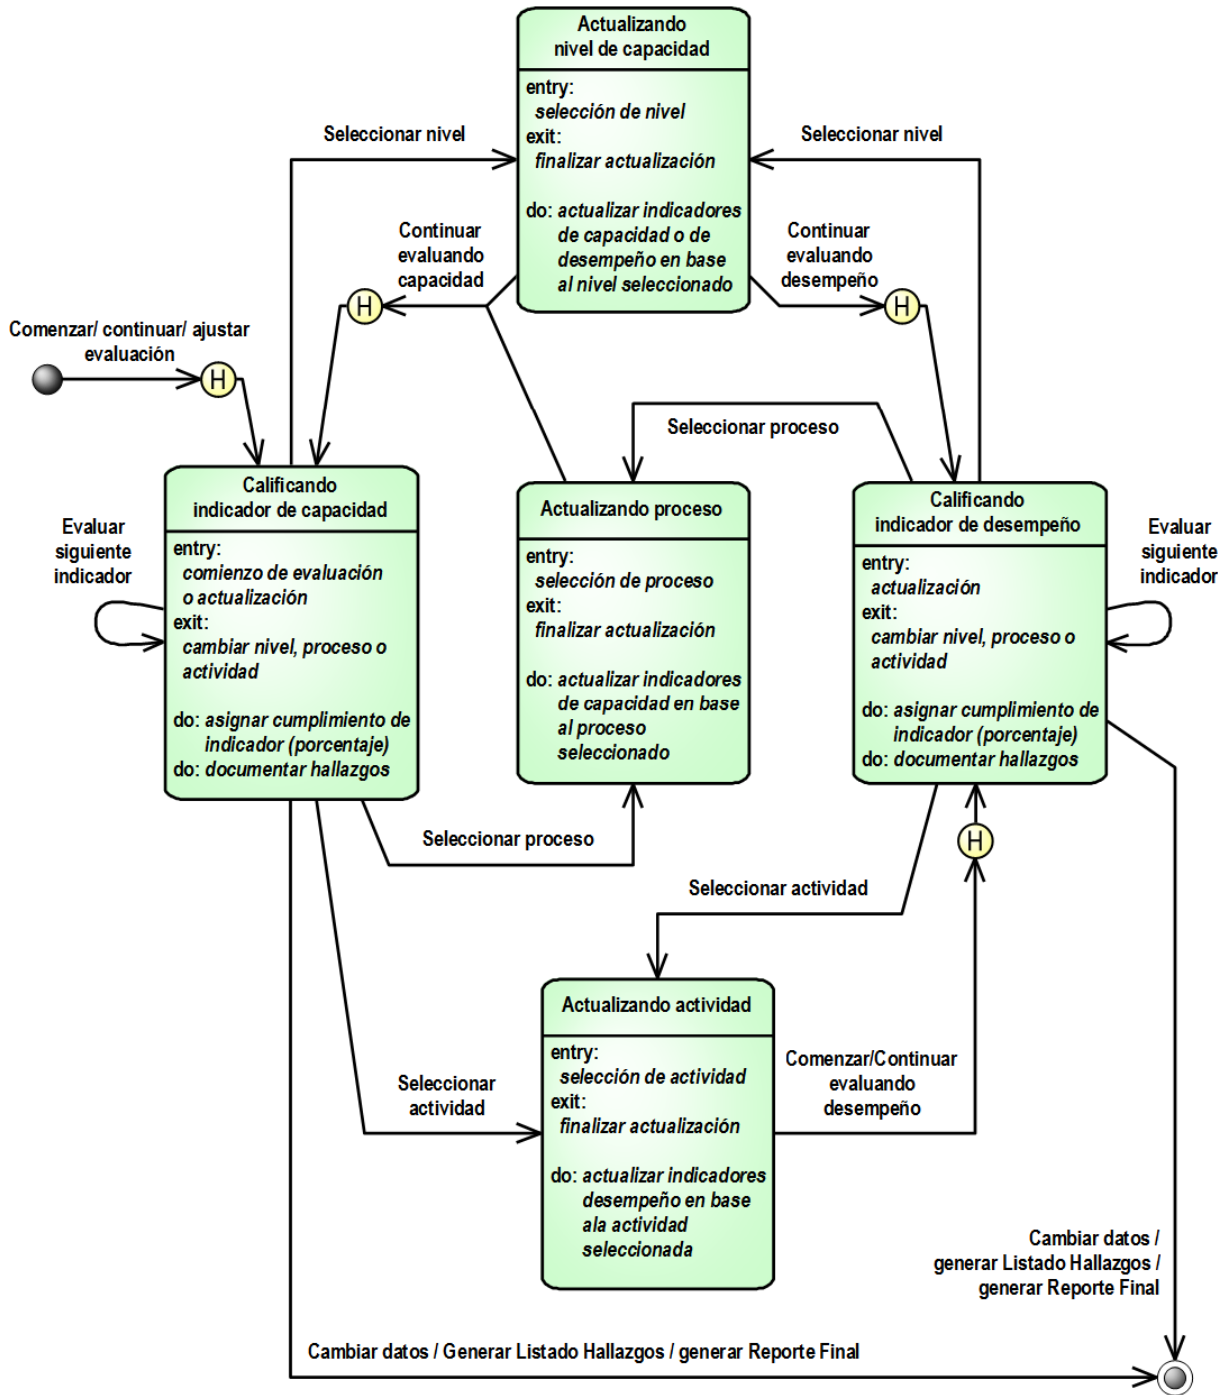 Actualizando
nivel de capacidad
entry:
selección de nivel
exit:
finalizar actualización
do: actualizar indicadores
de capacidad o de
desempeño en base
al nivel seleccionado
Seleccionar nivel
Seleccionar nivel
Continuar
evaluando
capacidad
Continuar
evaluando
desempeño
H
H
Comenzar/ continuar/ ajustar
evaluación
H
Seleccionar proceso
Calificando
indicador de capacidad
entry:
comienzo de evaluación
o actualización
exit:
cambiar nivel, proceso o
actividad
do: asignar cumplimiento de
indicador (porcentaje)
do: documentar hallazgos
Evaluar
siguiente
indicador
Actualizando proceso
entry:
selección de proceso
exit:
finalizar actualización
do: actualizar indicadores
de capacidad en base
al proceso
seleccionado
Calificando
indicador de desempeño
entry:
actualización
exit:
cambiar nivel, proceso o
actividad
do: asignar cumplimiento de
indicador (porcentaje)
do: documentar hallazgos
Evaluar
siguiente
indicador
Seleccionar proceso
H
Seleccionar actividad
Actualizando actividad
entry:
selección de actividad
exit:
finalizar actualización
do: actualizar indicadores
desempeño en base
ala actividad
seleccionada
Seleccionar
actividad
Comenzar/Continuar
evaluando
desempeño
Cambiar datos /
generar Listado Hallazgos /
generar Reporte Final
Cambiar datos / Generar Listado Hallazgos / generar Reporte Final